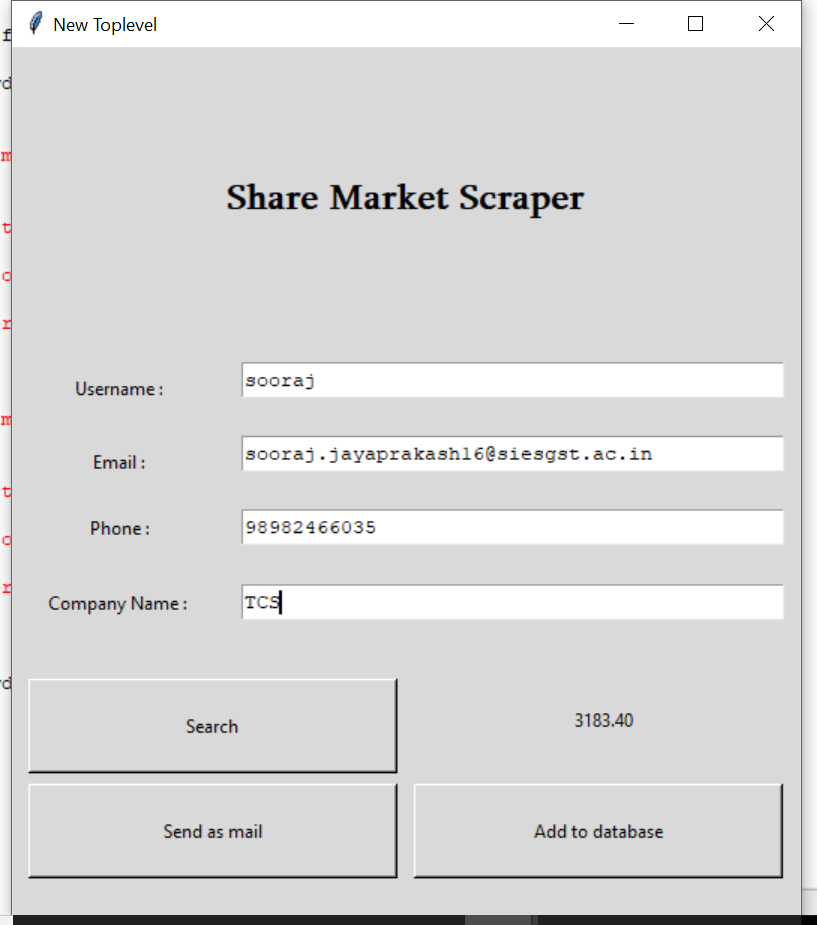 New Toplevel
Share Market Scraper
Username :
sooraj
Email :
sooraj.jayaprakash16@siesgst.ac.in
Phone :
98982466035
Company Name :
TCS
Search
3183.40
Send as mail
Add to database